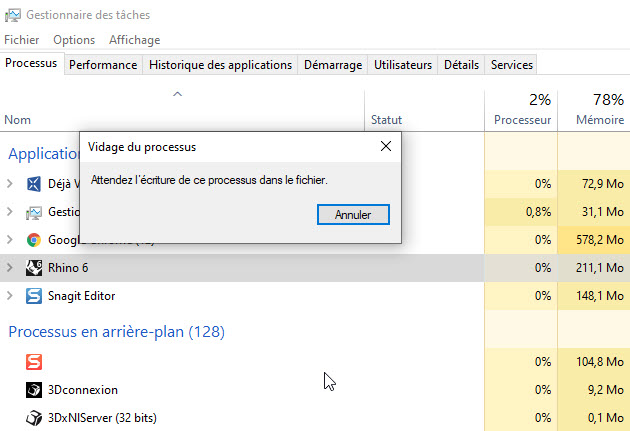 Gestionnaire des tâches
Fichier Options Affichage
Processus Performance Historique des applications Démarrage Utilisateurs Détails Services
2% 78%
Nom Statut Processeur Mémoire
Vidage du processus
Attendez l'écriture de ce processus dans le fichier.
Annuler
Application
Déjà V 0% 72,9 Mo
Gestio 0,8% 31,1 Mo
Google 0% 578,2 Mo
Rhino 6 0% 211,1 Mo
Snagit Editor 0% 148,1 Mo
Processus en arrière-plan (128)
0% 104,8 Mo
3Dconnexion 0% 9,2 Mo
3DxNlServer (32 bits) 0% 0,1 Mo